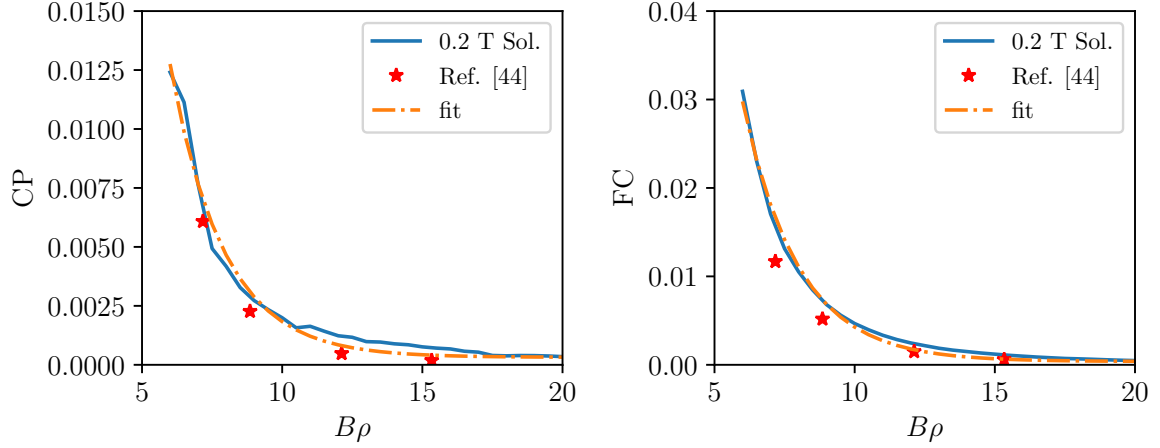 0.0150
0.0125
0.0100
0.0075
0.0050
0.0025
0.0000
CP
5 10 15 20
Bρ
0.2 T Sol.
Ref. [44]
fit
0.04
0.03
0.02
0.01
0.00
FC
5 10 15 20
Bρ
0.2 T Sol.
Ref. [44]
fit